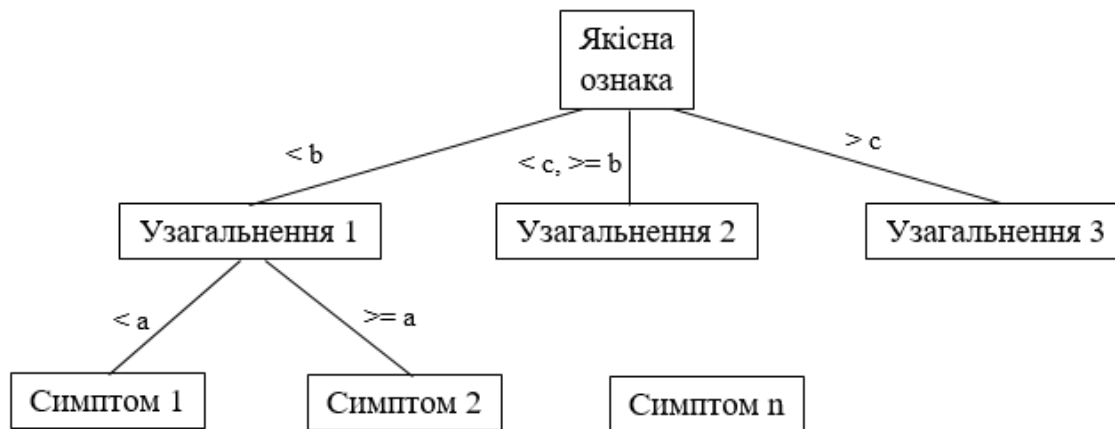 Якісна
ознака
< b
< c, >= b
> c
Узагальнення 1
Узагальнення 2
Узагальнення 3
< a
>= a
Симптом 1
Симптом 2
Симптом n